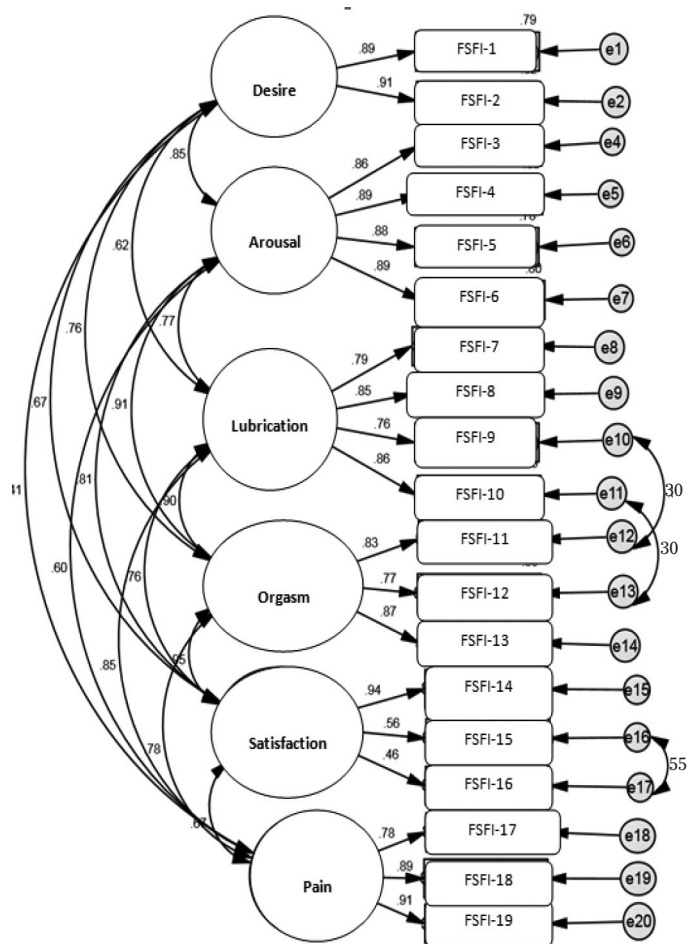 .79
.89
FSFI-1
e1
Desire
.91
FSFI-2
e2
.86
FSFI-3
e4
.85
.89
FSFI-4
e5
Arousal
.88
FSFI-5
e6
.62
.89
FSFI-6
e7
.76
.77
.79
FSFI-7
e8
.67
.91
.85
FSFI-8
e9
Lubrication
.76
FSFI-9
e10
.81
.90
.86
FSFI-10
e11
30
.83
FSFI-11
e12
.60
.76
.77
FSFI-12
e13
30
Orgasm
.87
FSFI-13
e14
.85
.95
.94
FSFI-14
e15
.78
Satisfaction
.56
FSFI-15
e16
.46
FSFI-16
e17
55
.67
.78
FSFI-17
e18
Pain
.89
FSFI-18
e19
.91
FSFI-19
e20